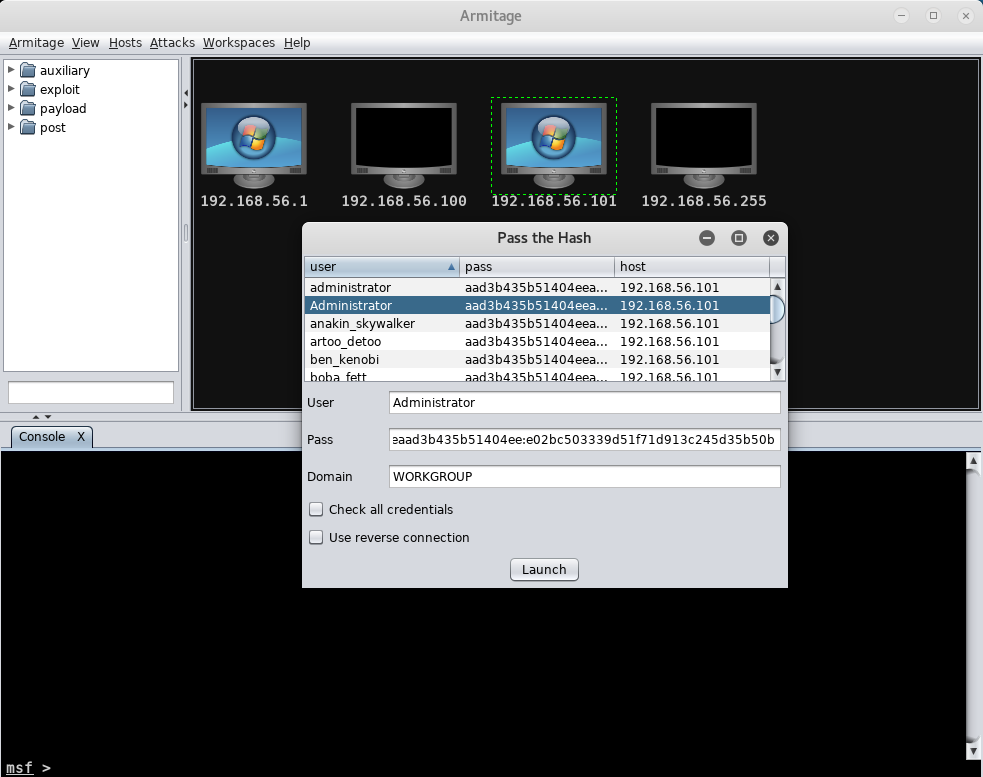 Armitage
Armitage View Hosts Attacks Workspaces Help
auxiliary
exploit
payload
post
192.168.56.1 192.168.56.100 192.168.56.101 192.168.56.255
Pass the Hash
user pass host
administrator aad3b435b51404eea... 192.168.56.101
Administrator aad3b435b51404eea... 192.168.56.101
anakin_skywalker aad3b435b51404eea... 192.168.56.101
artoo_detoo aad3b435b51404eea... 192.168.56.101
ben_kenobi aad3b435b51404eea... 192.168.56.101
boba_fett aad3b435b51404eea... 192.168.56.101
User Administrator
Pass eaad3b435b51404ee:e02bc503339d51f71d913c245d35b50b
Domain WORKGROUP
Check all credentials
Use reverse connection
Launch
Console X
msf >